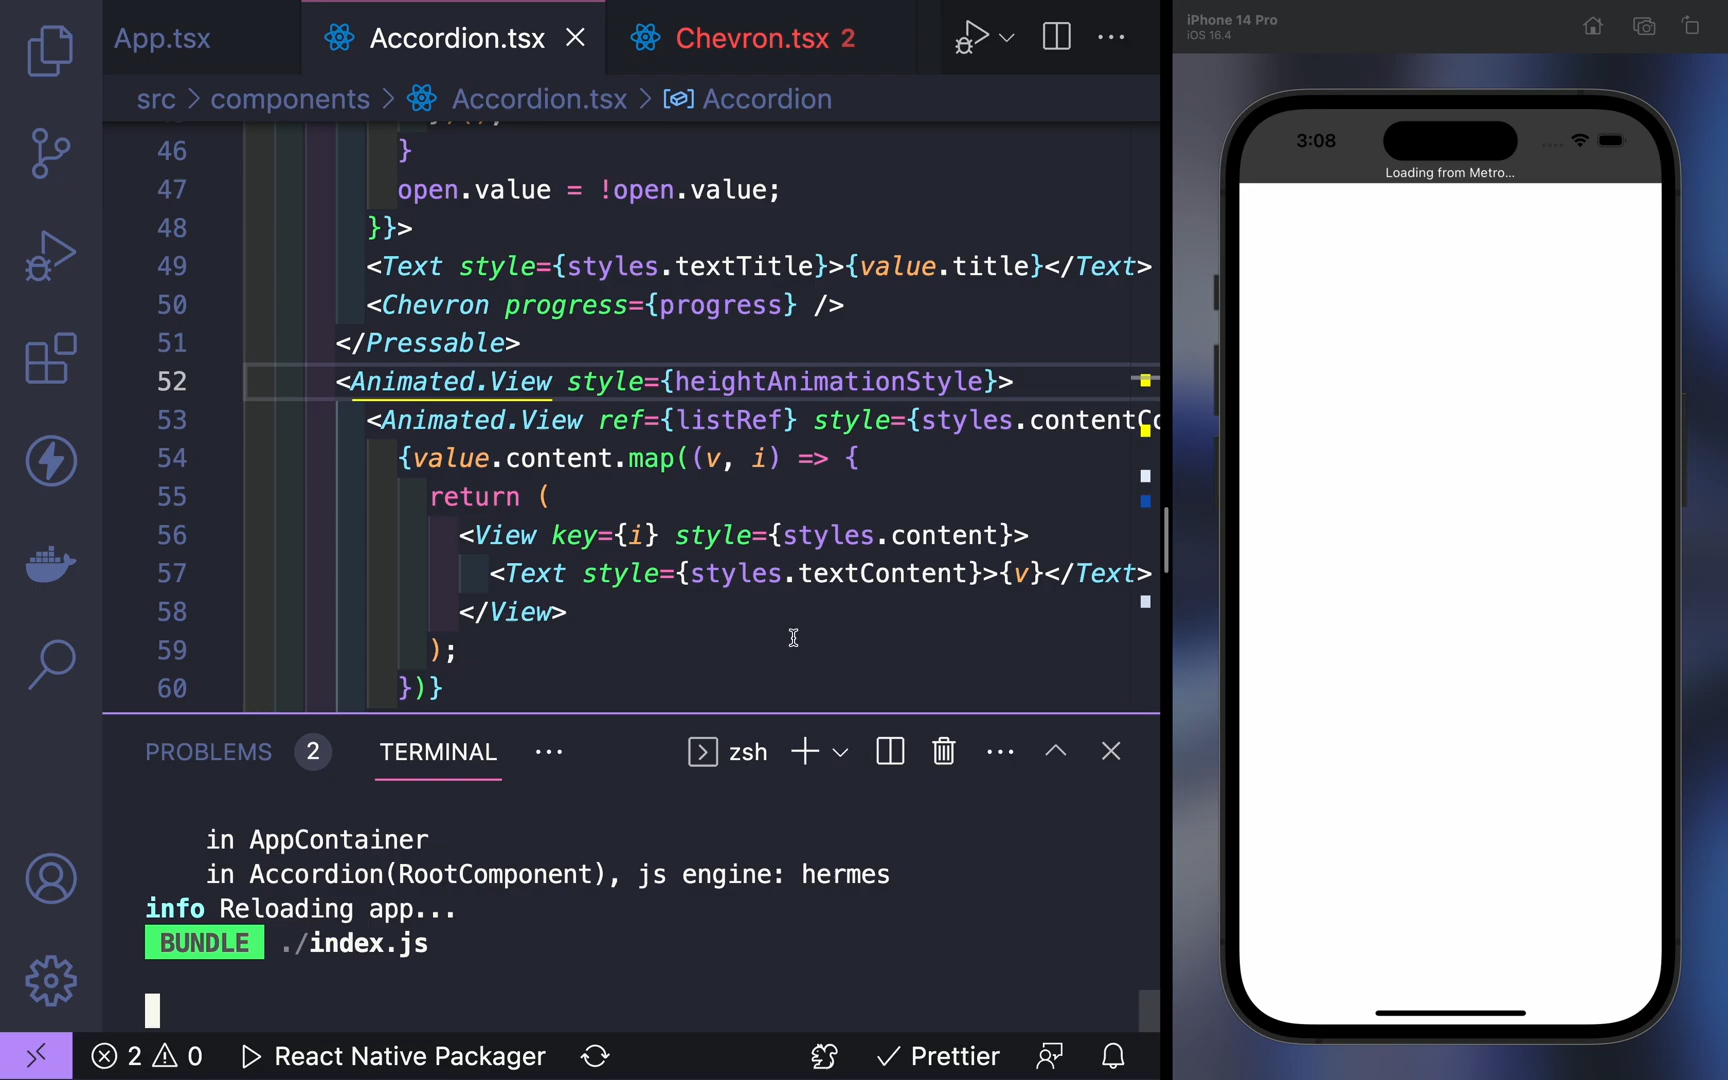 App.tsx
Accordion.tsx
Chevron.tsx 2
src > components > Accordion.tsx > Accordion
46 }
47 open.value = !open.value;
48 }}>
49 <Text style={styles.textTitle}>{value.title}</Text>
50 <Chevron progress={progress} />
51 </Pressable>
52 <Animated.View style={heightAnimationStyle}>
53 <Animated.View ref={listRef} style={styles.contentCo
54 {value.content.map((v, i) => {
55 return (
56 <View key={i} style={styles.content}>
57 <Text style={styles.textContent}>{v}</Text>
58 </View>
59 );
60 })}
PROBLEMS 2 TERMINAL ... zsh
in AppContainer
in Accordion(RootComponent), js engine: hermes
info Reloading app...
BUNDLE ./index.js
2 0 React Native Packager Prettier
iPhone 14 Pro
iOS 16.4
3:08
Loading from Metro...